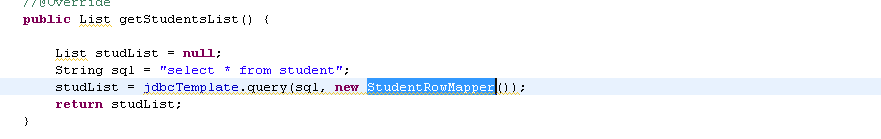 //@Override
public List getStudentsList() {
List studList = null;
String sql = "select * from student";
studList = jdbcTemplate.query(sql, new StudentRowMapper());
return studList;
}